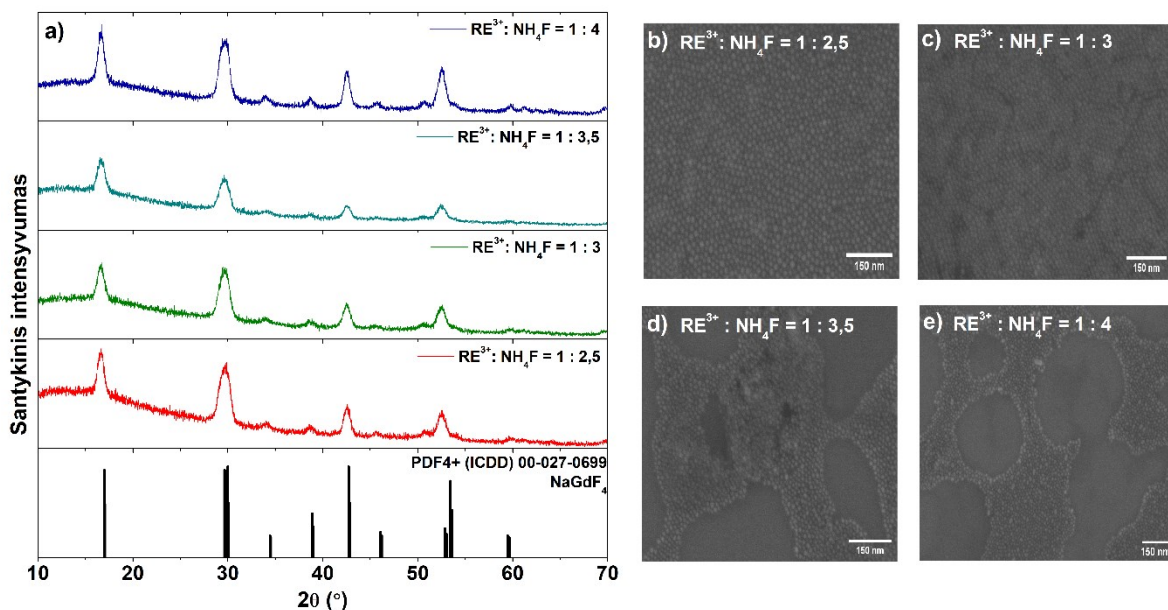 a)
RE³⁺: NH₄F = 1 : 4
RE³⁺: NH₄F = 1 : 3,5
RE³⁺: NH₄F = 1 : 3
RE³⁺: NH₄F = 1 : 2,5
PDF4+ (ICDD) 00-027-0699
NaGdF₄
Santykinis intensyvumas
10 20 30 40 50 60 70
2θ (°)
b) RE³⁺: NH₄F = 1 : 2,5
150 nm
c) RE³⁺: NH₄F = 1 : 3
150 nm
d) RE³⁺: NH₄F = 1 : 3,5
150 nm
e) RE³⁺: NH₄F = 1 : 4
150 nm